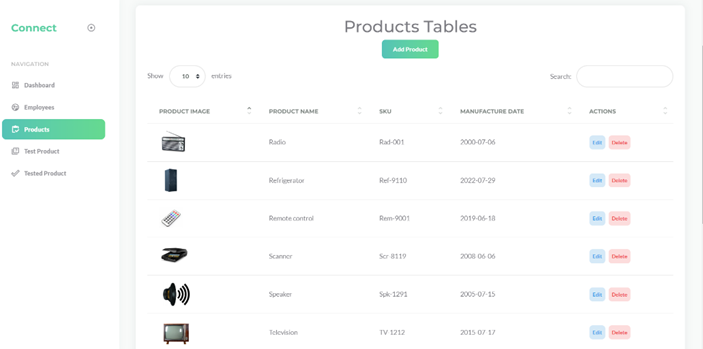 Connect
NAVIGATION
Dashboard
Employees
Products
Test Product
Tested Product
Products Tables
Add Product
Show 10 entries
Search:
PRODUCT IMAGE PRODUCT NAME SKU MANUFACTURE DATE ACTIONS
Radio Rad-001 2000-07-06 Edit Delete
Refrigerator Ref-9110 2022-07-29 Edit Delete
Remote control Rem-9001 2019-06-18 Edit Delete
Scanner Scr-8119 2008-06-06 Edit Delete
Speaker Spk-1291 2005-07-15 Edit Delete
Television TV-1212 2015-07-17 Edit Delete